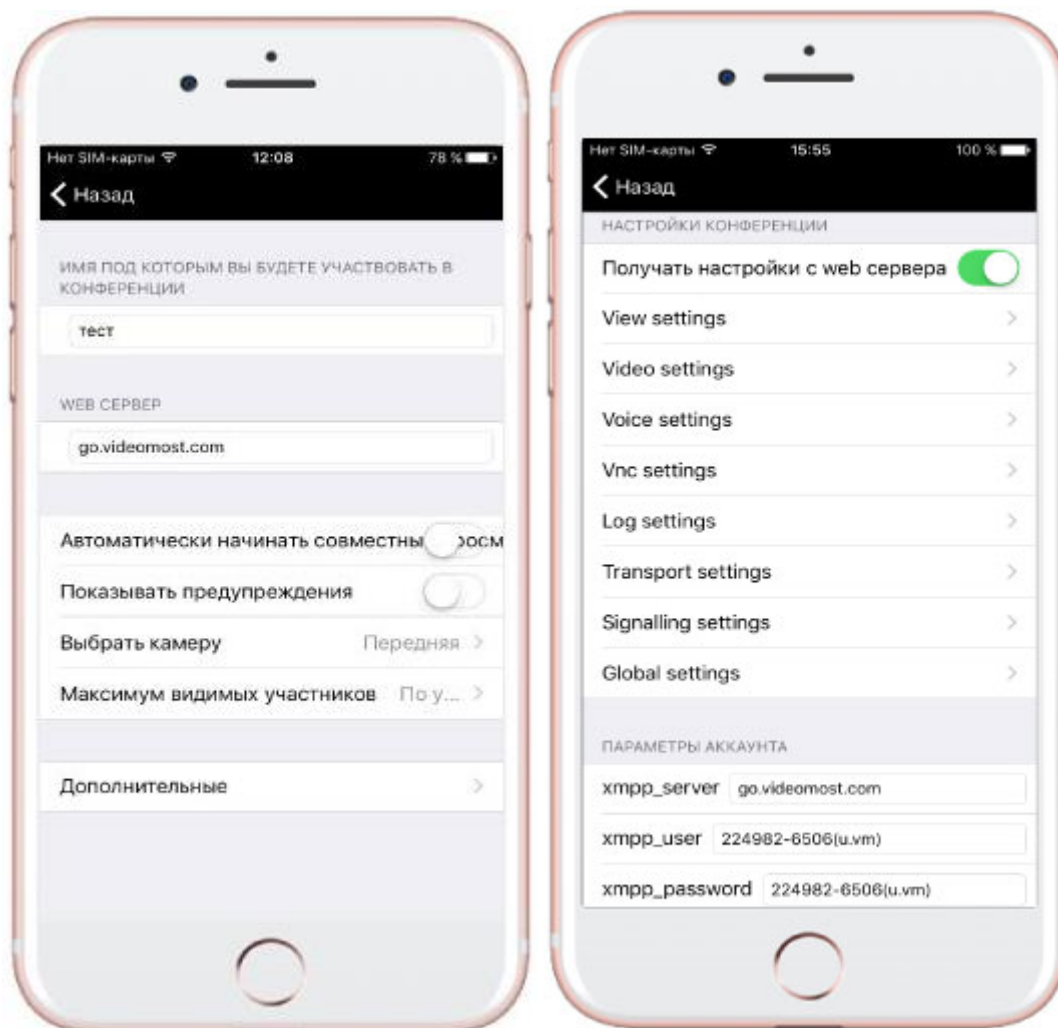 Нет SIM-карты 12:08 78 %
Назад
ИМЯ ПОД КОТОРЫМ ВЫ БУДЕТЕ УЧАСТВОВАТЬ В
КОНФЕРЕНЦИИ
тест
WEB СЕРВЕР
go.videomost.com
Автоматически начинать совместны росм
Показывать предупреждения
Выбрать камеру Передняя
Максимум видимых участников По у...
Дополнительные
Нет SIM-карты 15:55 100 %
Назад
НАСТРОЙКИ КОНФЕРЕНЦИИ
Получать настройки с web сервера
View settings
Video settings
Voice settings
Vnc settings
Log settings
Transport settings
Signalling settings
Global settings
ПАРАМЕТРЫ АККАУНТА
xmpp_server go.videomost.com
xmpp_user 224982-6506(u.vm)
xmpp_password 224982-6506(u.vm)